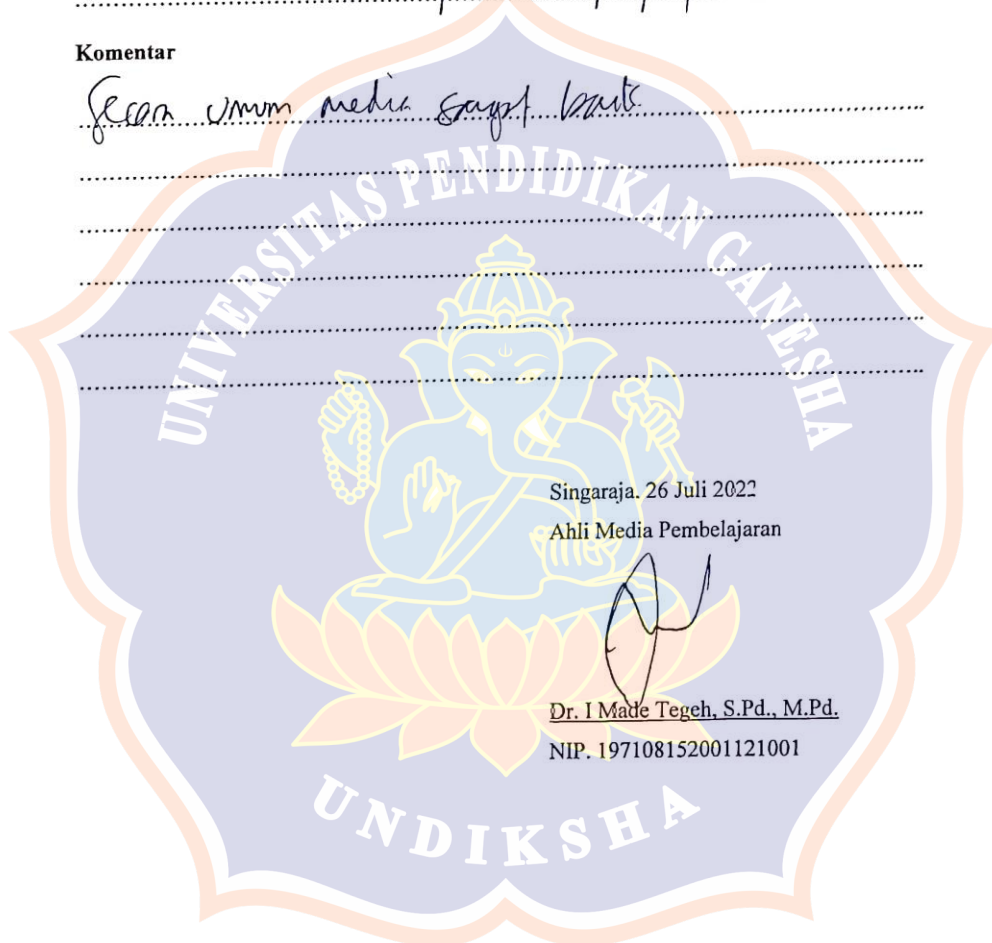 Komentar
Secara umum media sangat baik
UNIVERSITAS PENDIDIKAN GANESHA
Singaraja. 26 Juli 2022
Ahli Media Pembelajaran
Dr. I Made Tegeh, S.Pd., M.Pd.
NIP. 197108152001121001
UNDIKSHA